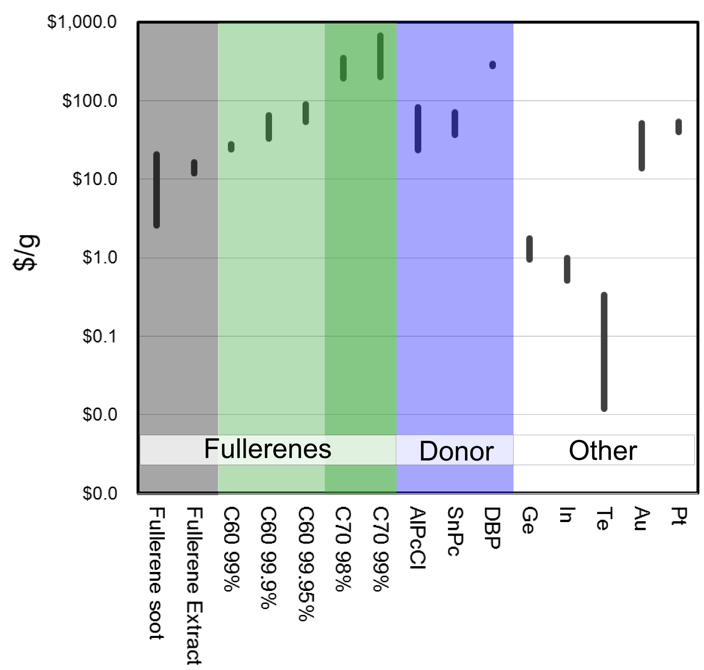 $1,000.0
$100.0
$10.0
$1.0
$0.1
$0.0
$0.0
$/g
Fullerenes
Donor
Other
Fullerene soot
Fullerene Extract
C60 99%
C60 99.9%
C60 99.95%
C70 98%
C70 99%
AlPcCl
SnPc
DBP
Ge
In
Te
Au
Pt